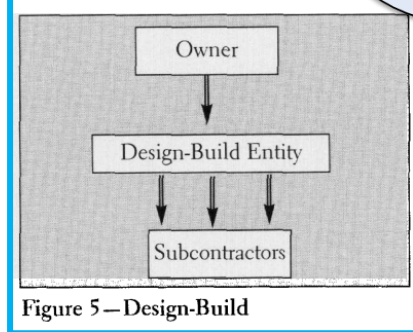 Owner
Design-Build Entity
Subcontractors
Figure 5—Design-Build